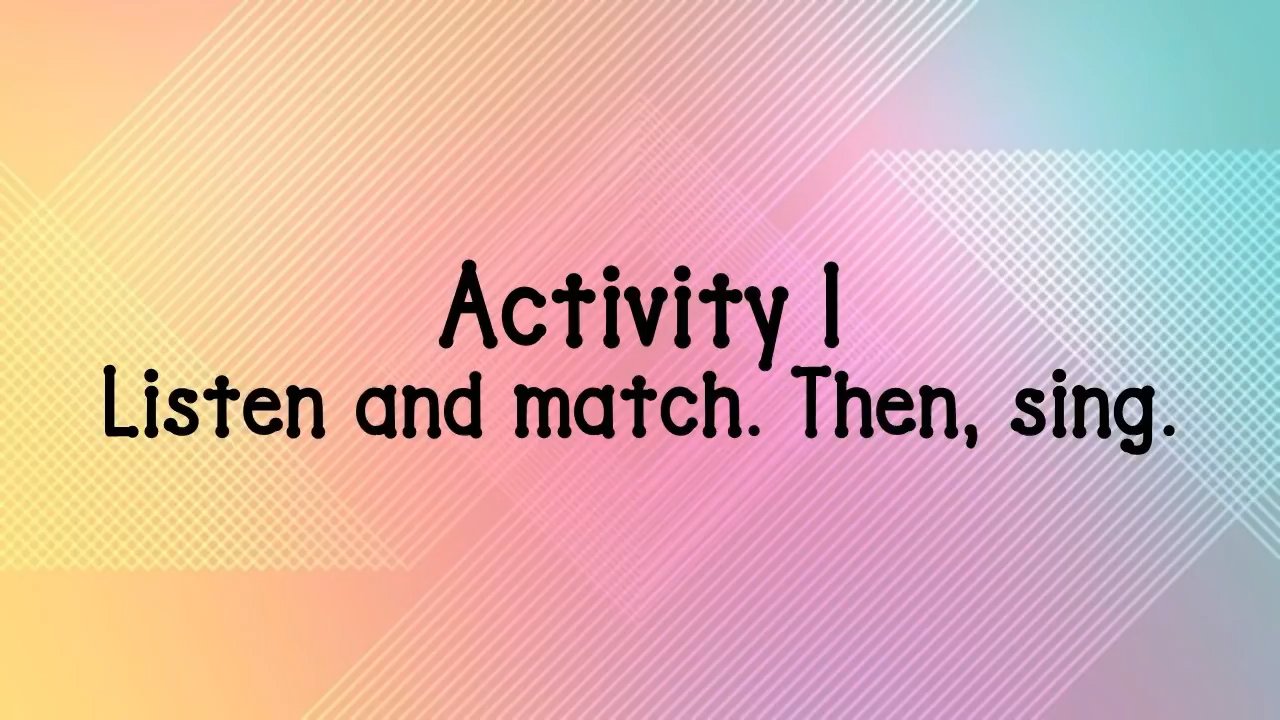 Activity 1
Listen and match. Then, sing.